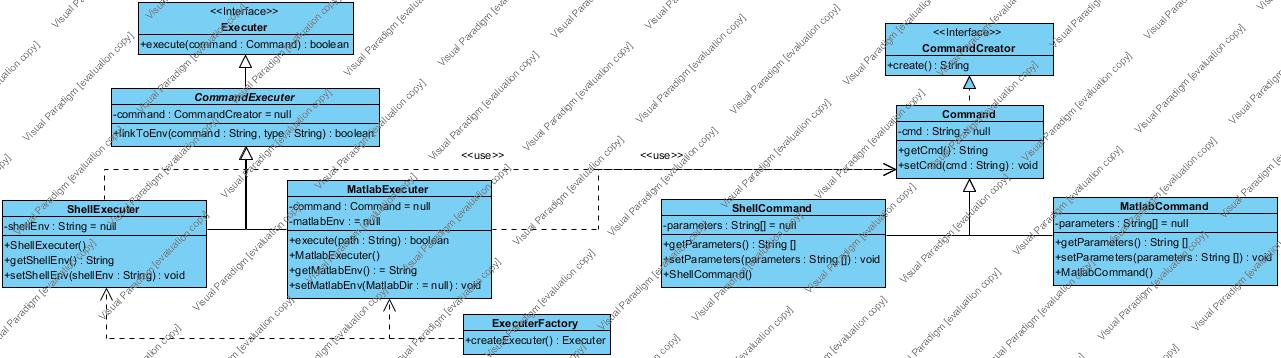 <<Interface>>
Executer
+execute(command : Command) : boolean
CommandExecuter
-command : CommandCreator = null
+linkToEnv(command : String, type : String) : boolean
<<Interface>>
CommandCreator
+create() : String
Command
-cmd : String = null
+getCmd() : String
+setCmd(cmd : String) : void
<<use>>
<<use>>
ShellExecuter
-shellEnv : String = null
+ShellExecuter()
+getShellEnv() : String
+setShellEnv(shellEnv : String) : void
MatlabExecuter
-command : Command = null
-matlabEnv : = null
+execute(path : String) : boolean
+MatlabExecuter()
+getMatlabEnv() : = String
+setMatlabEnv(MatlabDir : = null) : void
ShellCommand
-parameters : String[] = null
+getParameters() : String []
+setParameters(parameters : String []) : void
+ShellCommand()
MatlabCommand
-parameters : String[] = null
+getParameters() : String []
+setParameters(parameters : String []) : void
+MatlabCommand()
ExecuterFactory
+createExecuter() : Executer
Visual Paradigm [evaluation copy]